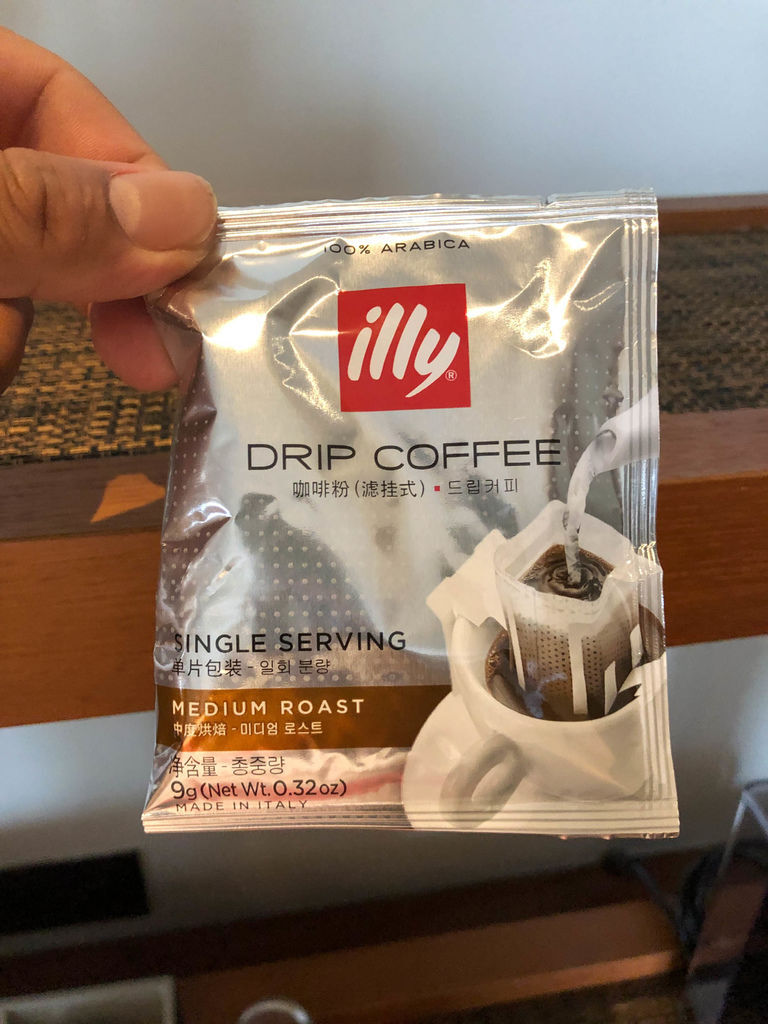 100% ARABICA
illy®
DRIP COFFEE
咖啡粉(滤挂式) ▪ 드립커피
SINGLE SERVING
单片包装 - 일회 분량
MEDIUM ROAST
中度烘焙 - 미디엄 로스트
净含量 - 총중량
9g (Net Wt. 0.32 oz)
MADE IN ITALY